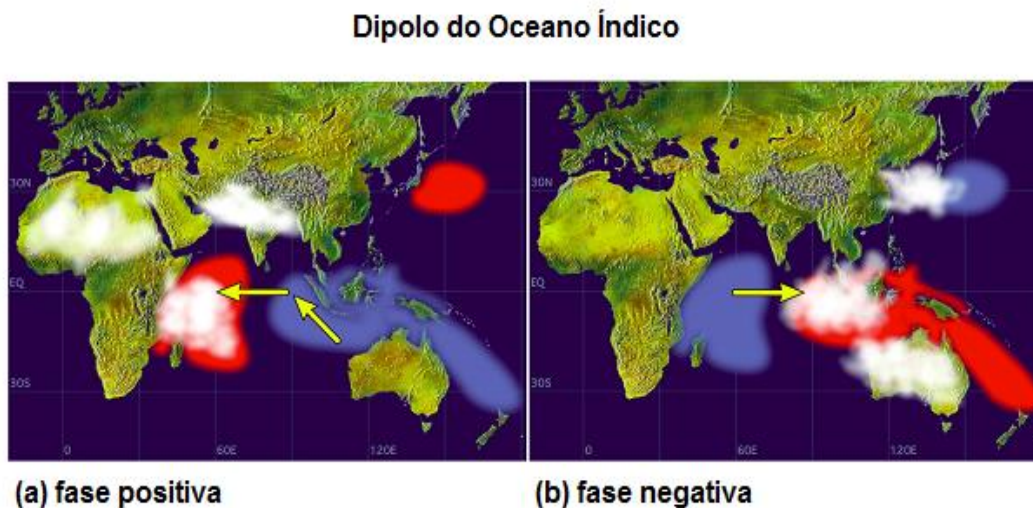 Dipolo do Oceano Índico
30N
EQ
30S
0
60E
120E
30N
EQ
30S
0
60E
120E
(a) fase positiva
(b) fase negativa